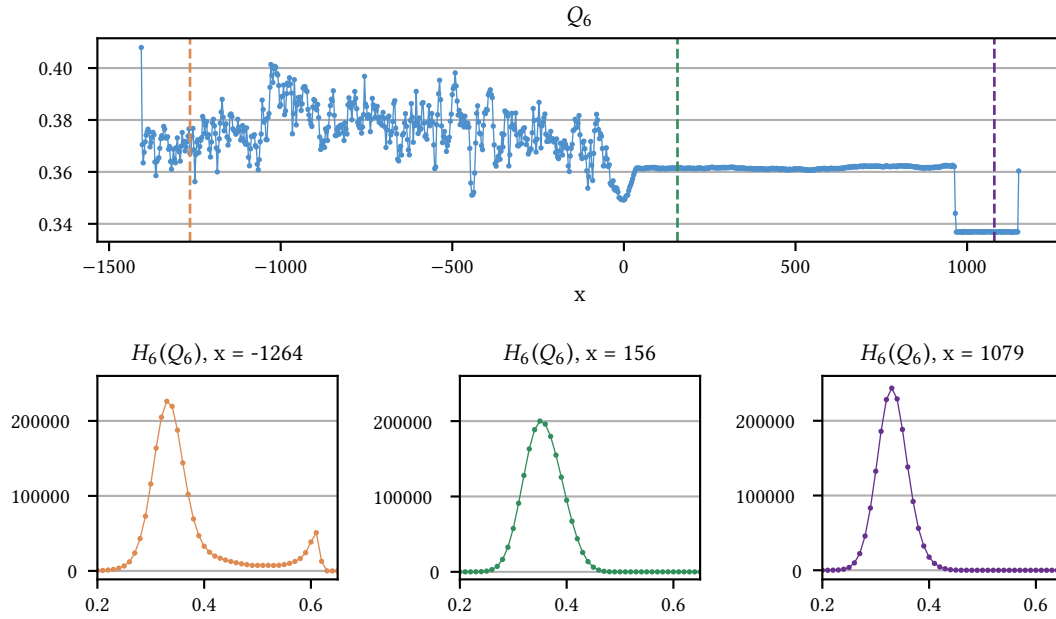 Q₆
0.40
0.38
0.36
0.34
−1500 −1000 −500 0 500 1000
x
H₆(Q₆), x = -1264 H₆(Q₆), x = 156 H₆(Q₆), x = 1079
200000 200000 200000
100000 100000 100000
0 0 0
0.2 0.4 0.6 0.2 0.4 0.6 0.2 0.4 0.6